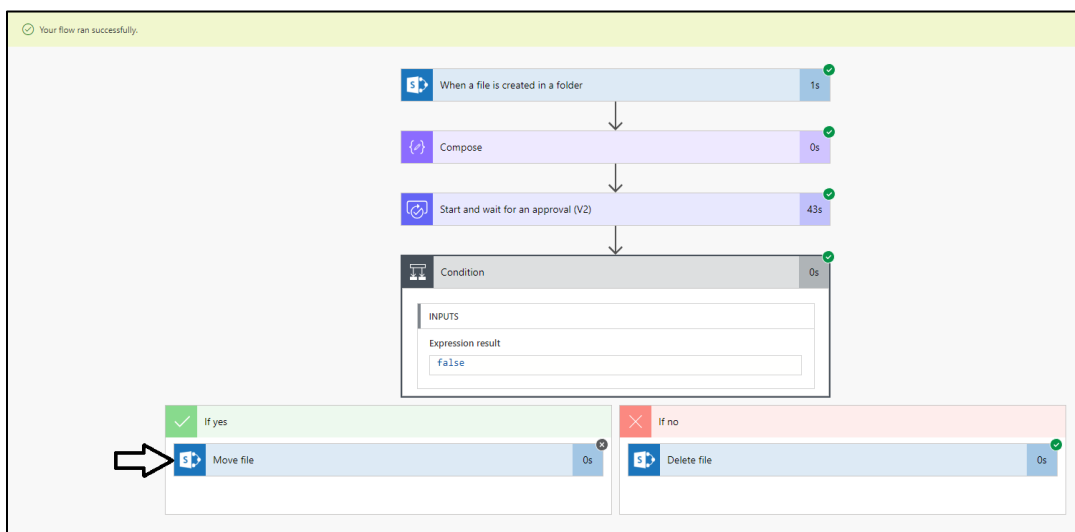 Your flow ran successfully.
When a file is created in a folder 1s
Compose 0s
Start and wait for an approval (V2) 43s
Condition 0s
INPUTS
Expression result
false
If yes
If no
Move file 0s
Delete file 0s